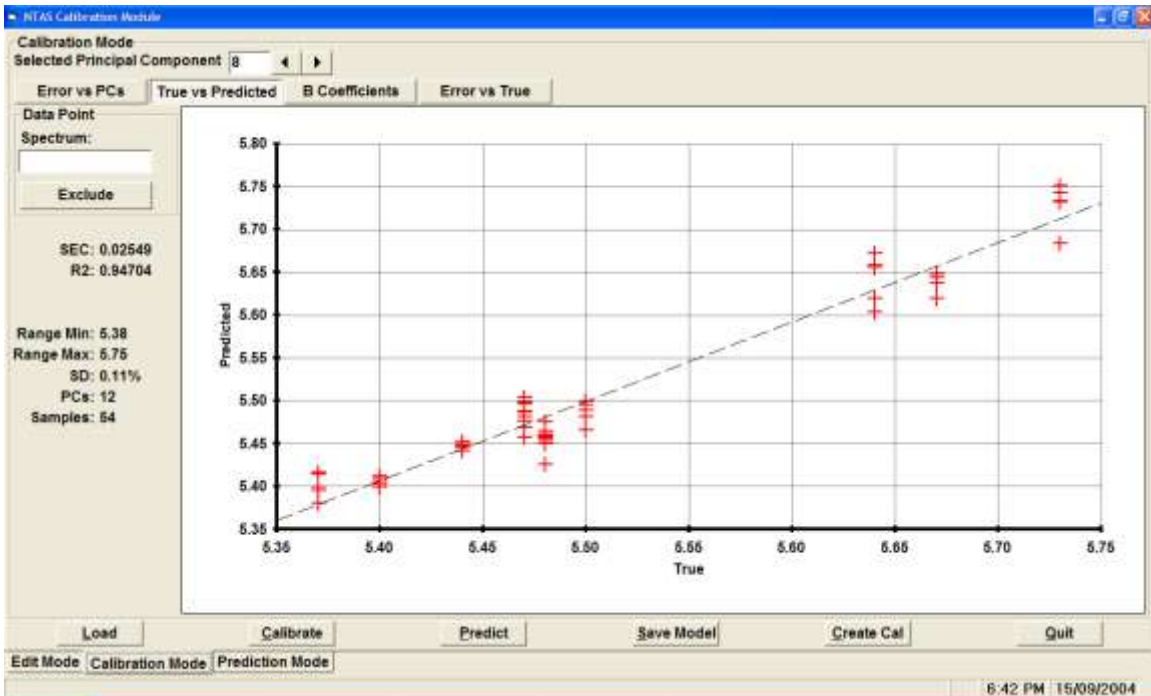 NTAS Calibration Module
Calibration Mode
Selected Principal Component 8
Error vs PCs True vs Predicted B Coefficients Error vs True
Data Point
Spectrum:
Exclude
SEC: 0.02549
R2: 0.94704
Range Min: 5.38
Range Max: 5.75
SD: 0.11%
PCs: 12
Samples: 54
Predicted
5.80
5.75
5.70
5.65
5.60
5.55
5.50
5.45
5.40
5.35
5.35 5.40 5.45 5.50 5.55 5.60 5.65 5.70 5.75
True
Load Calibrate Predict Save Model Create Cal Quit
Edit Mode Calibration Mode Prediction Mode
6:42 PM 15/09/2004